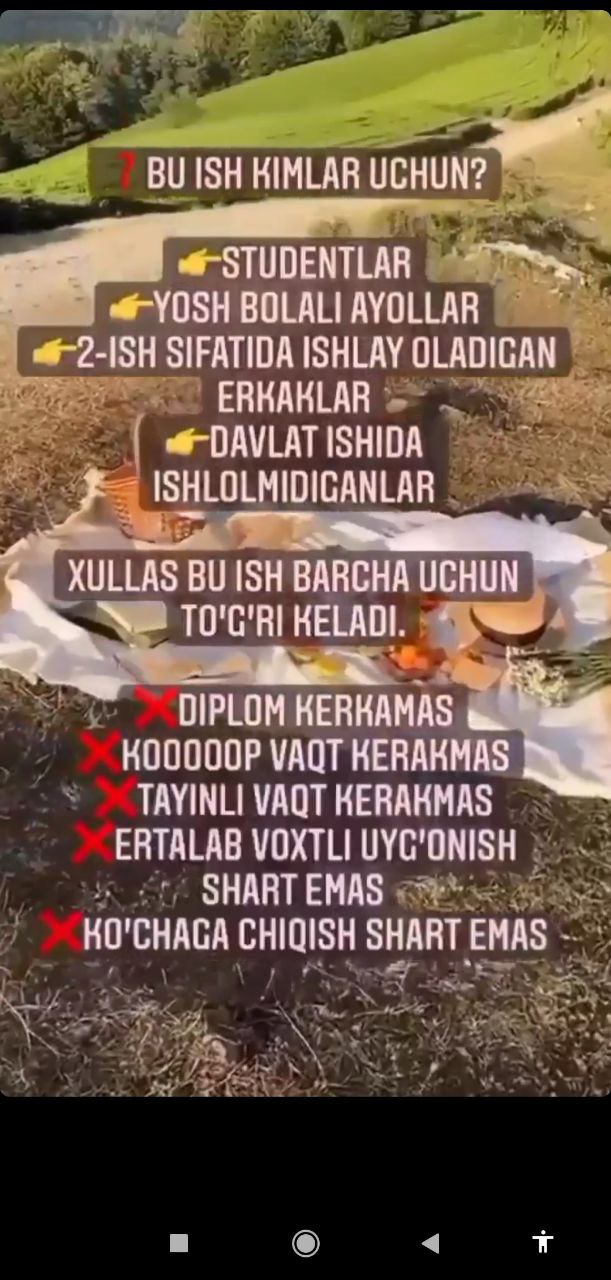 ❓ BU ISH KIMLAR UCHUN?
👉STUDENTLAR
👉YOSH BOLALI AYOLLAR
👉2-ISH SIFATIDA ISHLAY OLADIGAN
ERKAKLAR
👉DAVLAT ISHIDA
ISHLOLMIDIGANLAR
XULLAS BU ISH BARCHA UCHUN
TO'G'RI KELADI.
❌DIPLOM KERKAMAS
❌KOOOOOP VAQT KERAKMAS
❌TAYINLI VAQT KERAKMAS
❌ERTALAB VOXTLI UYG'ONISH
SHART EMAS
❌KO'CHAGA CHIQISH SHART EMAS